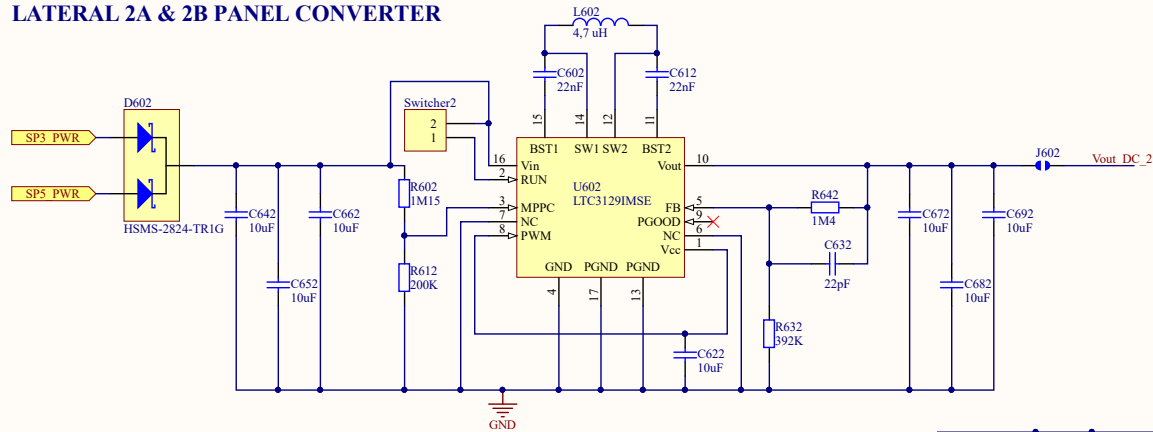 LATERAL 2A & 2B PANEL CONVERTER
L602
4,7 uH
C602
22nF
C612
22nF
D602
Switcher2
2
1
15
14
12
11
SP3 PWR
SP5 PWR
BST1
SW1
SW2
BST2
16
Vin
Vout
10
J602
Vout_DC_2
2
RUN
R602
1M15
U602
LTC3129IMSE
3
MPPC
FB
5
R642
1M4
7
NC
PGOOD
9
8
PWM
NC
6
Vcc
1
C642
10uF
C662
10uF
HSMS-2824-TR1G
C672
10uF
C692
10uF
C632
22pF
GND
PGND
PGND
R612
200K
C652
10uF
C682
10uF
4
17
13
R632
392K
C622
10uF
GND